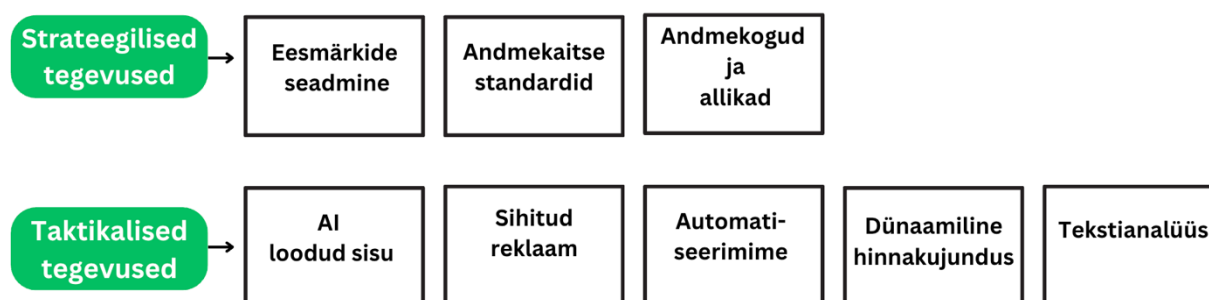 Strateegilised
tegevused
Eesmärkide
seadmine
Andmekaitse
standardid
Andmekogud
ja
allikad
Taktikalised
tegevused
AI
loodud sisu
Sihitud
reklaam
Automati-
seerimime
Dünaamiline
hinnakujundus
Tekstianalüüs